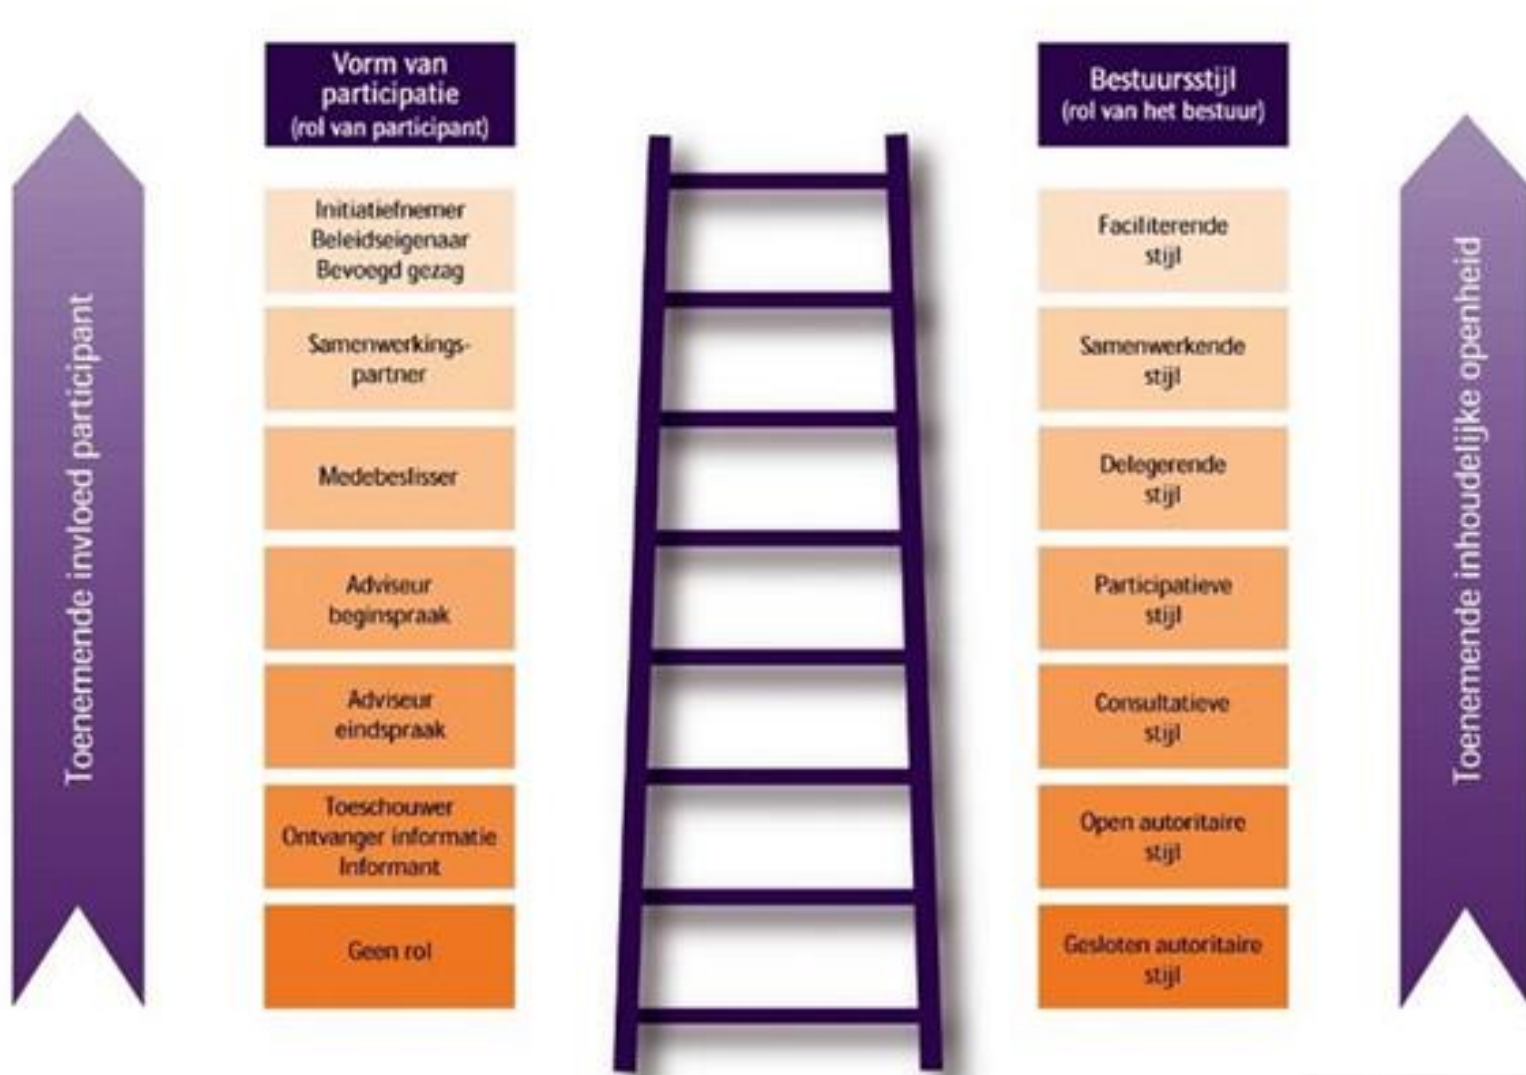 Vorm van
participatie
(rol van participant)
Bestuursstijl
(rol van het bestuur)
Toenemende invloed participant
Initiatiefnemer
Beleidseigenaar
Bevoegd gezag
Faciliterende
stijl
Samenwerkings-
partner
Samenwerkende
stijl
Medebeslisser
Delegerende
stijl
Adviseur
beginspraak
Participatieve
stijl
Adviseur
eindspraak
Consultatieve
stijl
Toeschouwer
Ontvanger informatie
Informant
Open autoritaire
stijl
Geen rol
Gesloten autoritaire
stijl
Toenemende inhoudelijke openheid